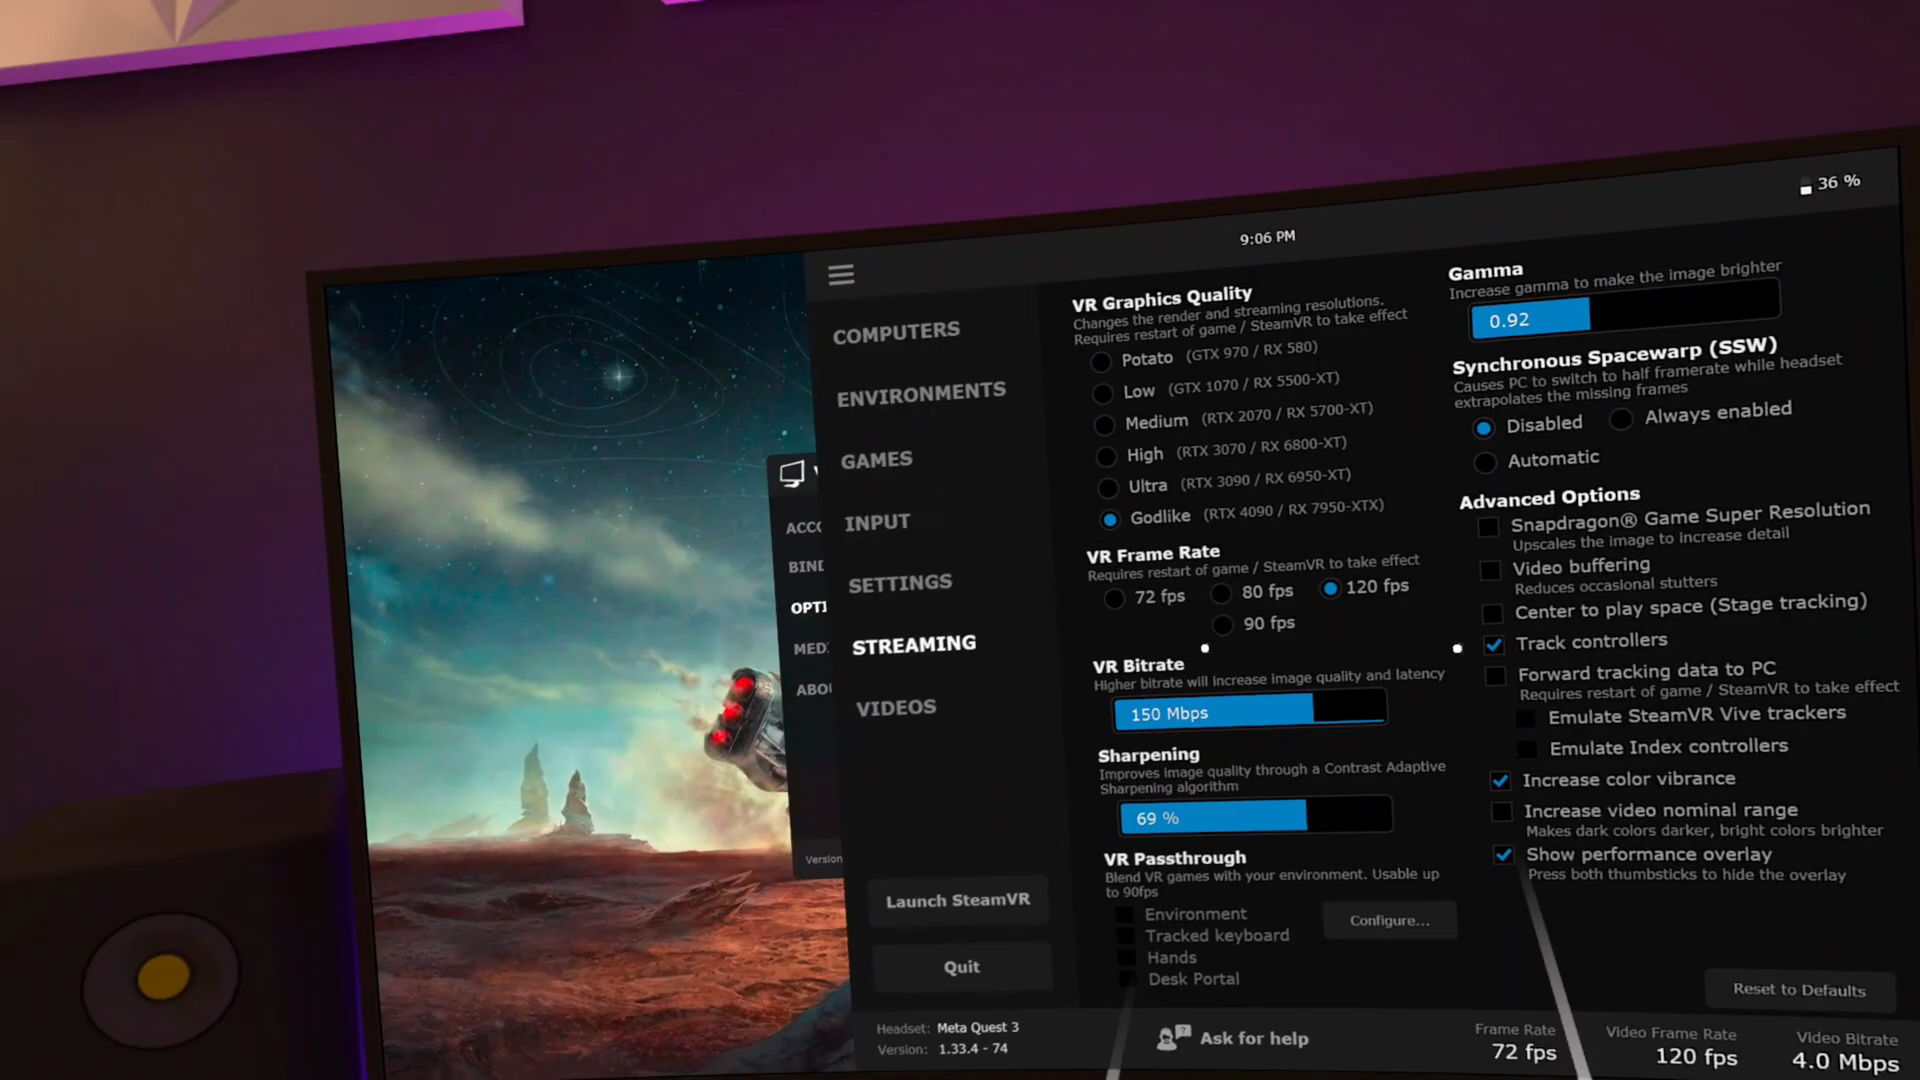 36 %
9:06 PM
COMPUTERS
ENVIRONMENTS
GAMES
INPUT
SETTINGS
STREAMING
VIDEOS
Launch SteamVR
Quit
VR Graphics Quality
Changes the render and streaming resolutions.
Requires restart of game / SteamVR to take effect
Potato (GTX 970 / RX 580)
Low (GTX 1070 / RX 5500-XT)
Medium (RTX 2070 / RX 5700-XT)
High (RTX 3070 / RX 6800-XT)
Ultra (RTX 3090 / RX 6950-XT)
Godlike (RTX 4090 / RX 7950-XTX)
VR Frame Rate
Requires restart of game / SteamVR to take effect
72 fps 80 fps 120 fps
90 fps
VR Bitrate
Higher bitrate will increase image quality and latency
150 Mbps
Sharpening
Improves image quality through a Contrast Adaptive
Sharpening algorithm
69 %
VR Passthrough
Blend VR games with your environment. Usable up
to 90fps
Environment
Tracked keyboard
Hands
Desk Portal
Configure...
Gamma
Increase gamma to make the image brighter
0.92
Synchronous Spacewarp (SSW)
Causes PC to switch to half framerate while headset
extrapolates the missing frames
Disabled Always enabled
Automatic
Advanced Options
Snapdragon® Game Super Resolution
Upscales the image to increase detail
Video buffering
Reduces occasional stutters
Center to play space (Stage tracking)
Track controllers
Forward tracking data to PC
Requires restart of game / SteamVR to take effect
Emulate SteamVR Vive trackers
Emulate Index controllers
Increase color vibrance
Increase video nominal range
Makes dark colors darker, bright colors brighter
Show performance overlay
Press both thumbsticks to hide the overlay
Reset to Defaults
ACCO
BIND
OPTI
MED
ABO
Version
Headset: Meta Quest 3
Version: 1.33.4 - 74
Ask for help
Frame Rate
72 fps
Video Frame Rate
120 fps
Video Bitrate
4.0 Mbps